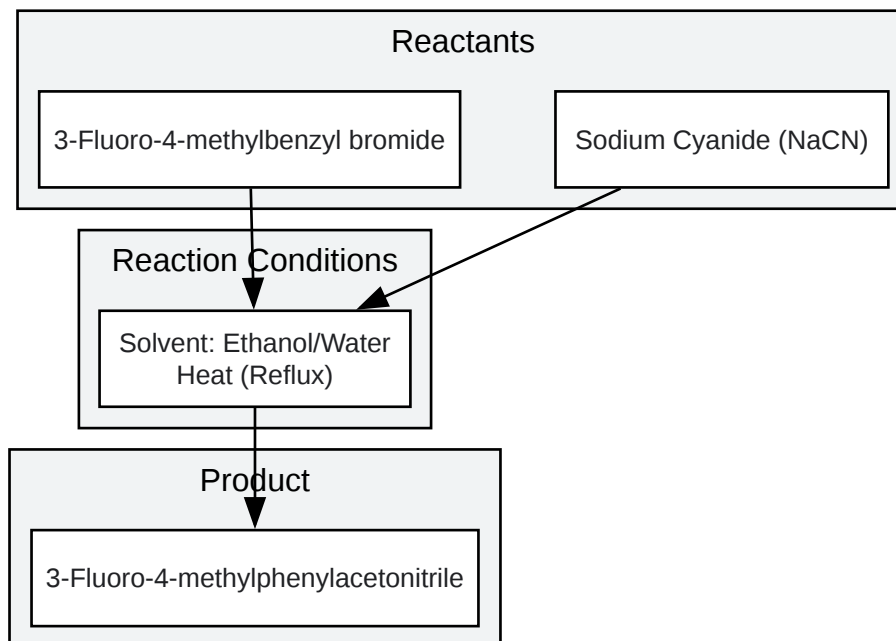 Reactants
3-Fluoro-4-methylbenzyl bromide
Sodium Cyanide (NaCN)
Reaction Conditions
Solvent: Ethanol/Water
Heat (Reflux)
Product
3-Fluoro-4-methylphenylacetonitrile